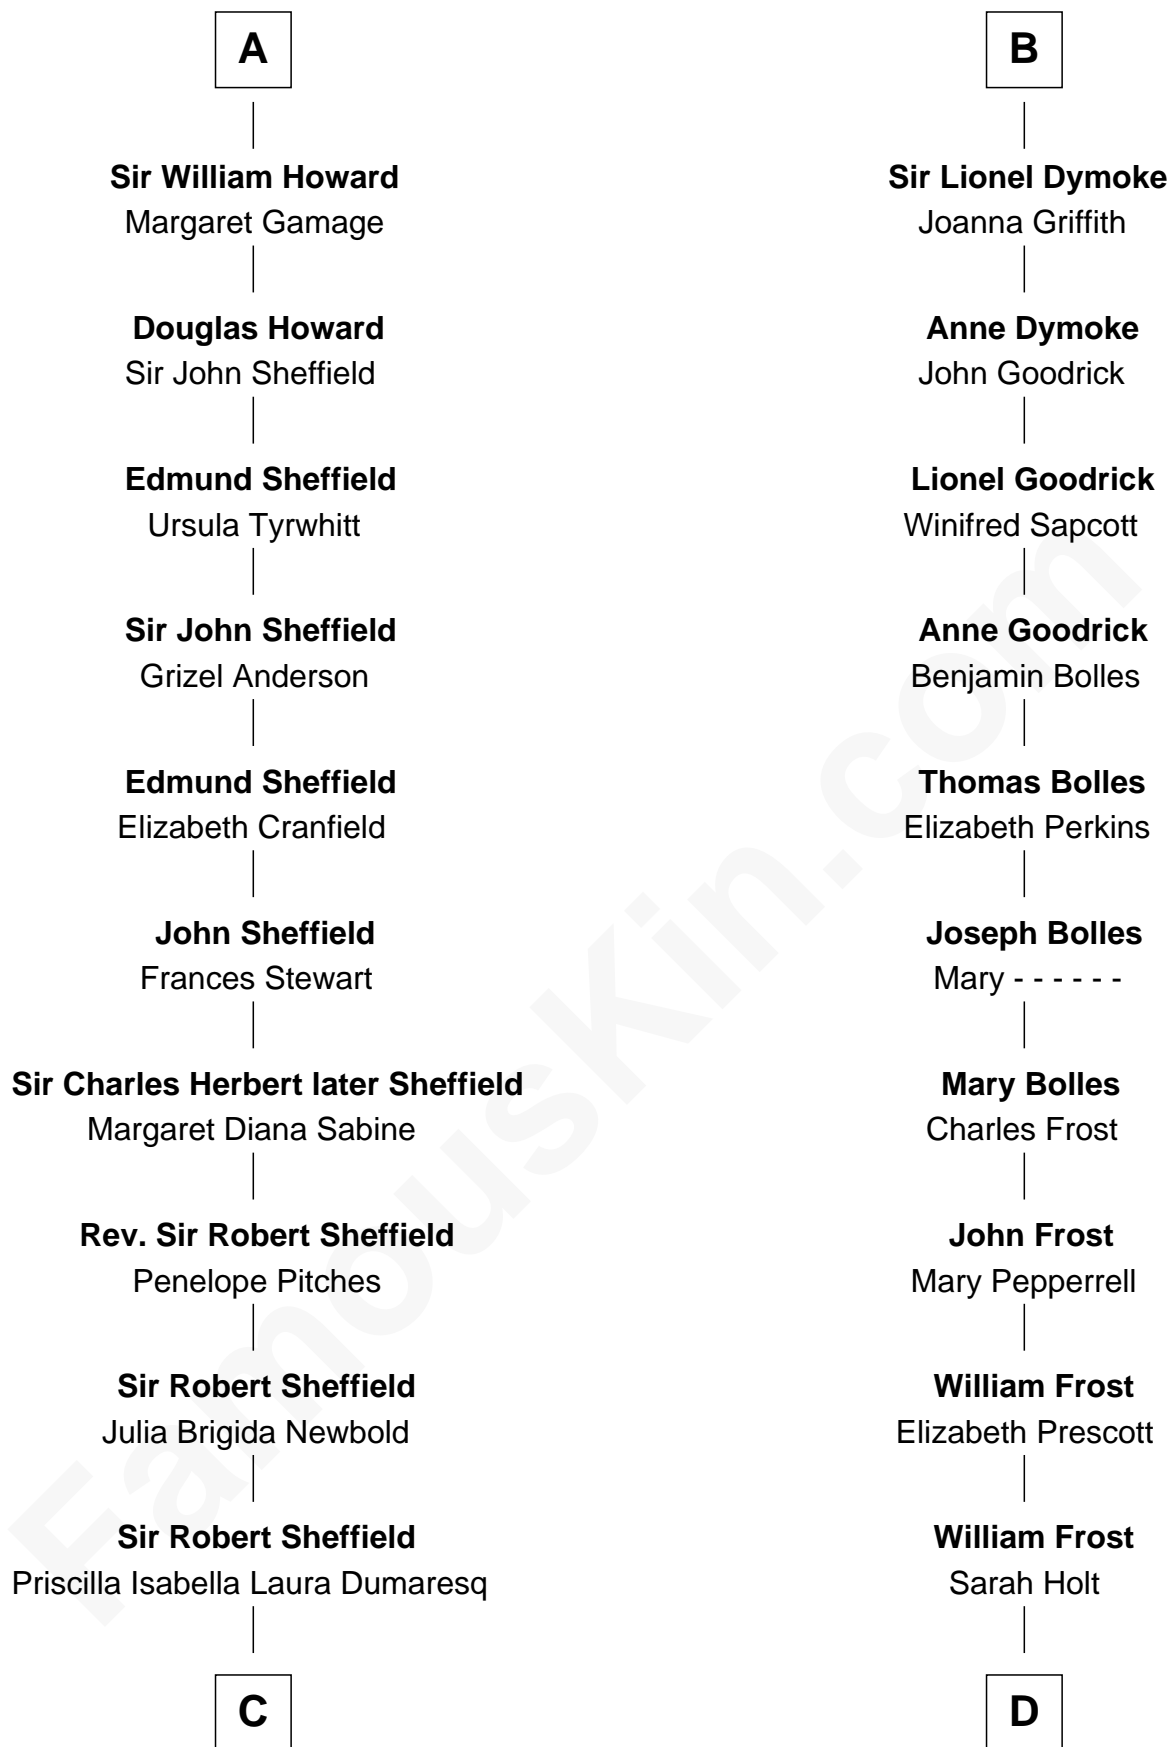 A
Sir William Howard
Margaret Gamage
Douglas Howard
Sir John Sheffield
Edmund Sheffield
Ursula Tyrwhitt
Sir John Sheffield
Grizel Anderson
Edmund Sheffield
Elizabeth Cranfield
John Sheffield
Frances Stewart
Sir Charles Herbert later Sheffield
Margaret Diana Sabine
Rev. Sir Robert Sheffield
Penelope Pitches
Sir Robert Sheffield
Julia Brigida Newbold
Sir Robert Sheffield
Priscilla Isabella Laura Dumaresq
C
B
Sir Lionel Dymoke
Joanna Griffith
Anne Dymoke
John Goodrick
Lionel Goodrick
Winifred Sapcott
Anne Goodrick
Benjamin Bolles
Thomas Bolles
Elizabeth Perkins
Joseph Bolles
Mary - - - - - -
Mary Bolles
Charles Frost
John Frost
Mary Pepperrell
William Frost
Elizabeth Prescott
William Frost
Sarah Holt
D
FamousKin.com